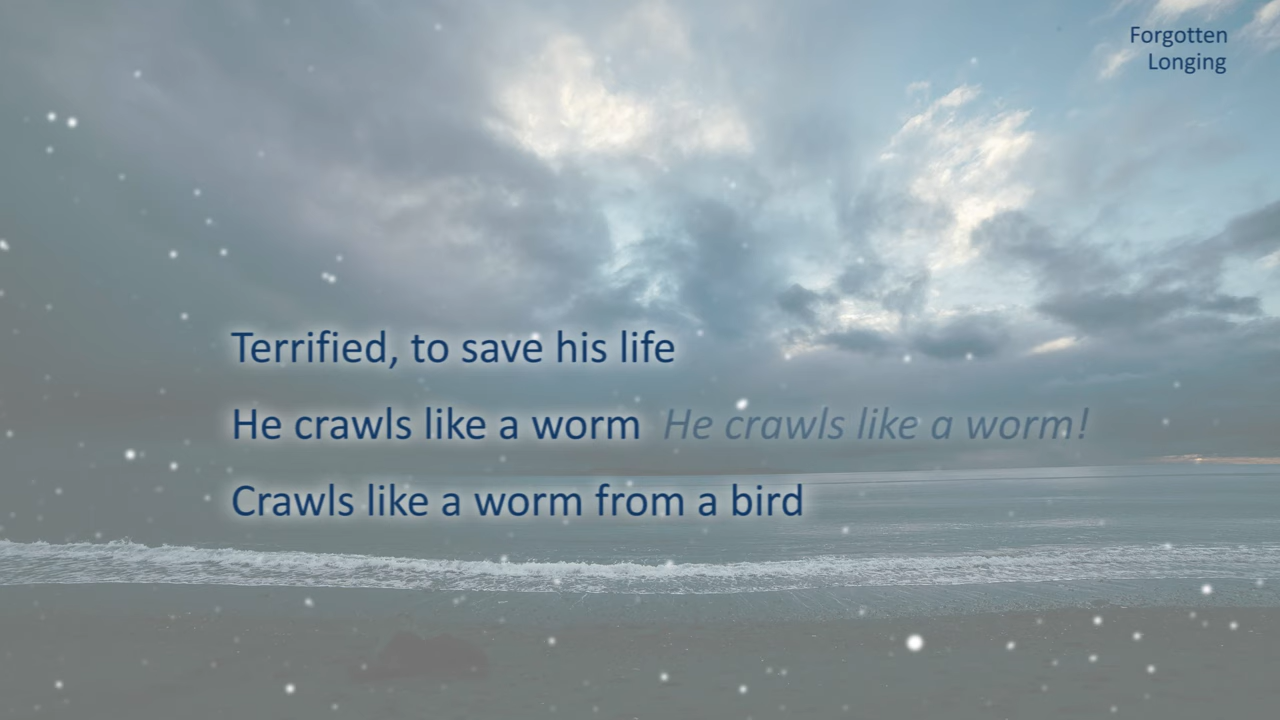 Forgotten
Longing
Terrified, to save his life
He crawls like a worm He crawls like a worm!
Crawls like a worm from a bird